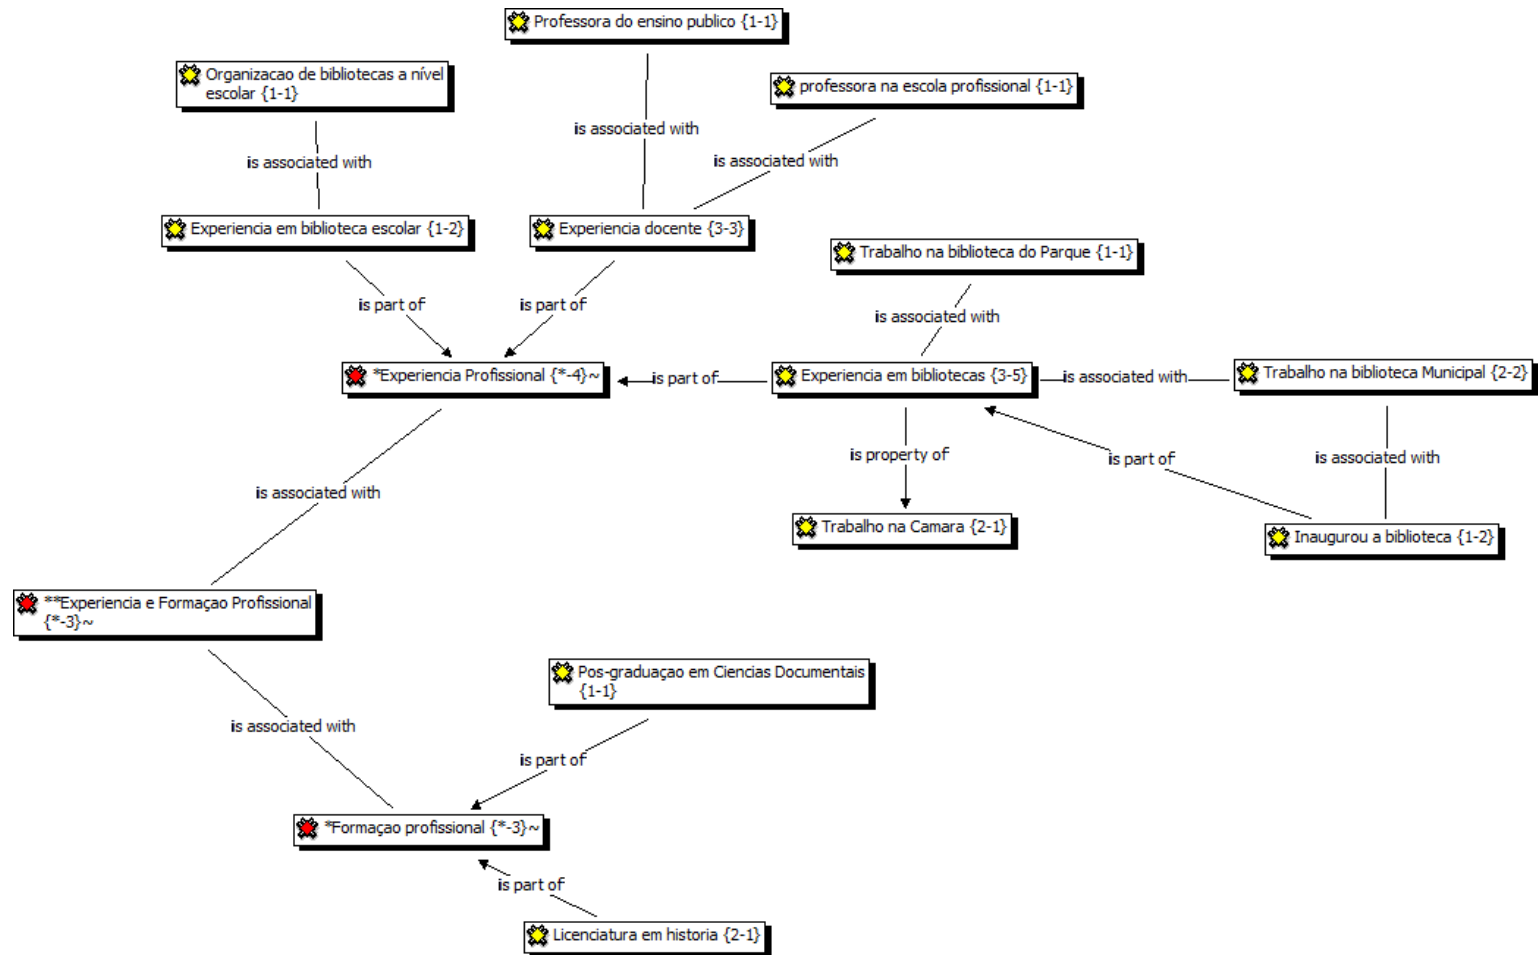 Professora do ensino publico {1-1}
Organizacao de bibliotecas a nível
escolar {1-1}
professora na escola profissional {1-1}
is associated with
is associated with
is associated with
Experiencia em biblioteca escolar {1-2}
Experiencia docente {3-3}
Trabalho na biblioteca do Parque {1-1}
is part of
is part of
is associated with
*Experiencia Profissional {*-4}~
is part of
Experiencia em bibliotecas {3-5}
is associated with
Trabalho na biblioteca Municipal {2-2}
is property of
is part of
is associated with
is associated with
Trabalho na Camara {2-1}
Inaugurou a biblioteca {1-2}
**Experiencia e Formaçao Profissional
{*-3}~
Pos-graduaçao em Ciencias Documentais
{1-1}
is associated with
is part of
*Formaçao profissional {*-3}~
is part of
Licenciatura em historia {2-1}